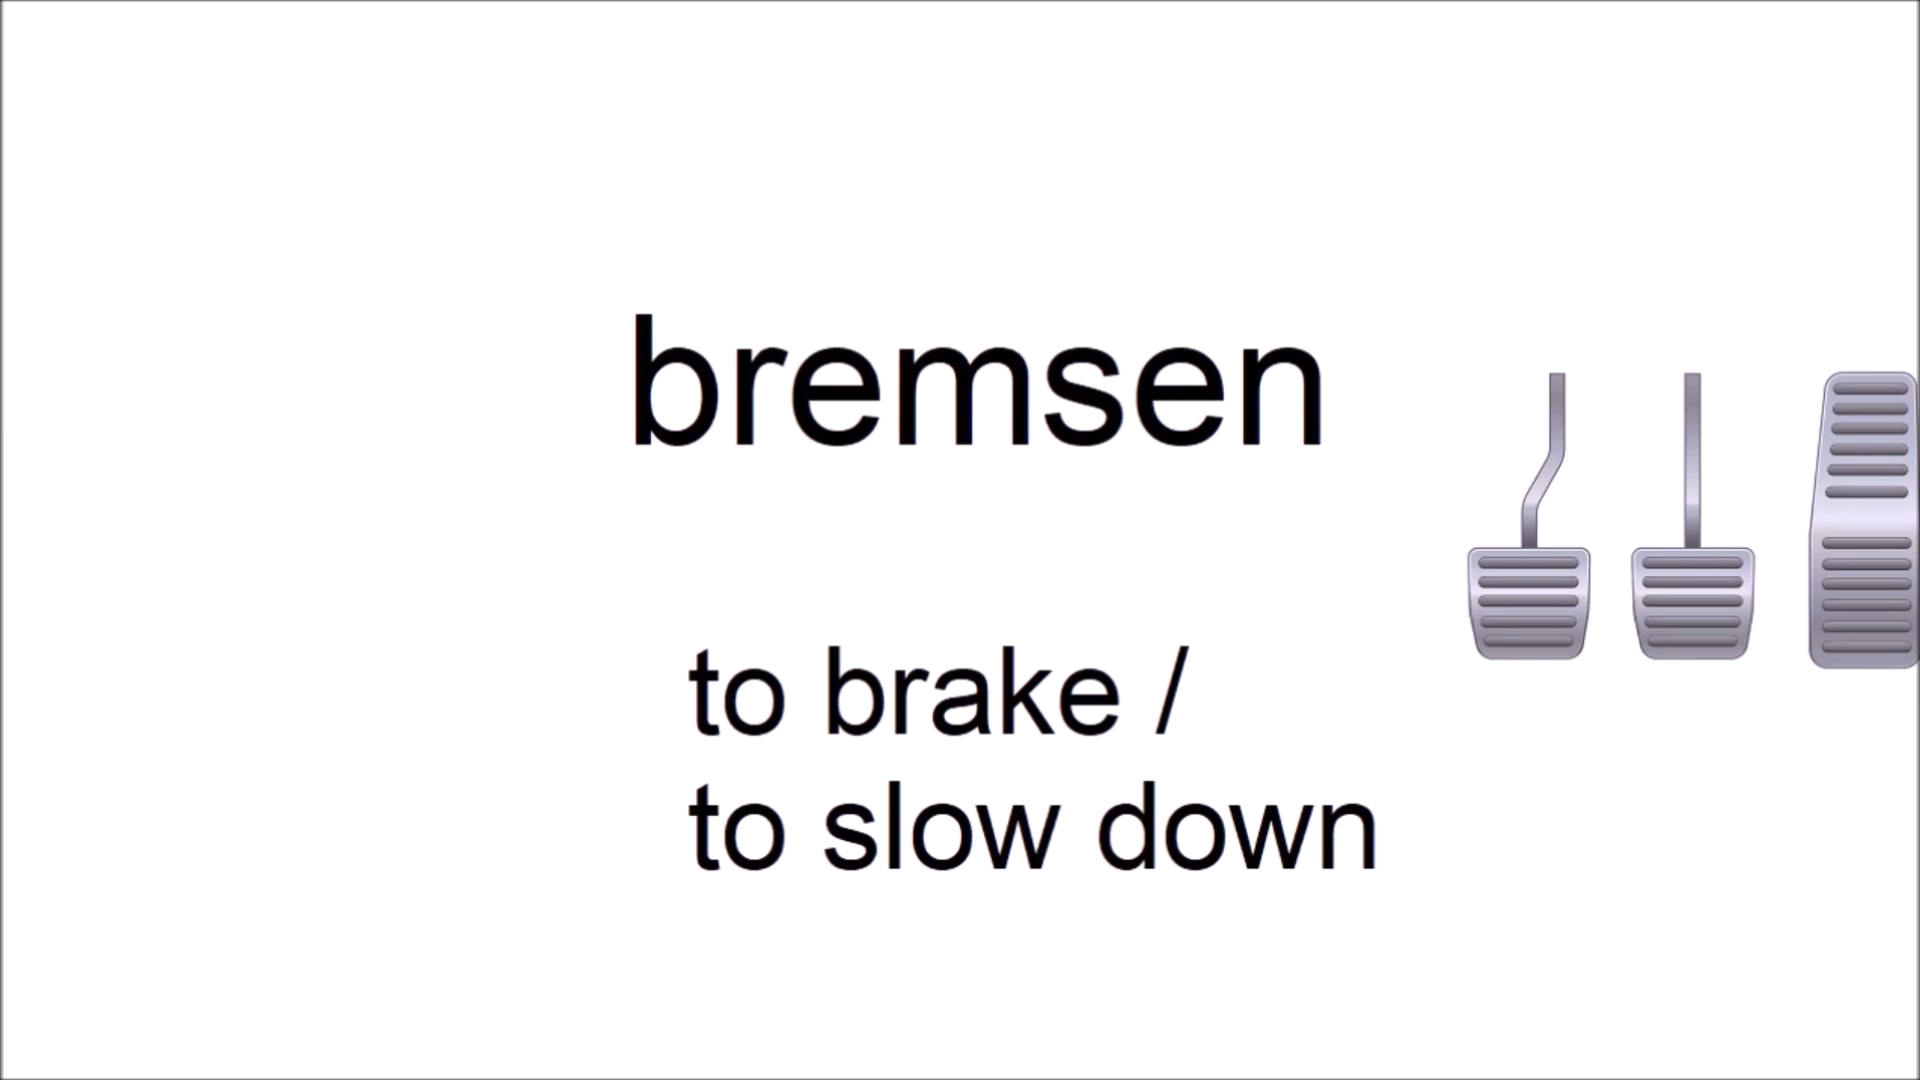 bremsen
to brake /
to slow down